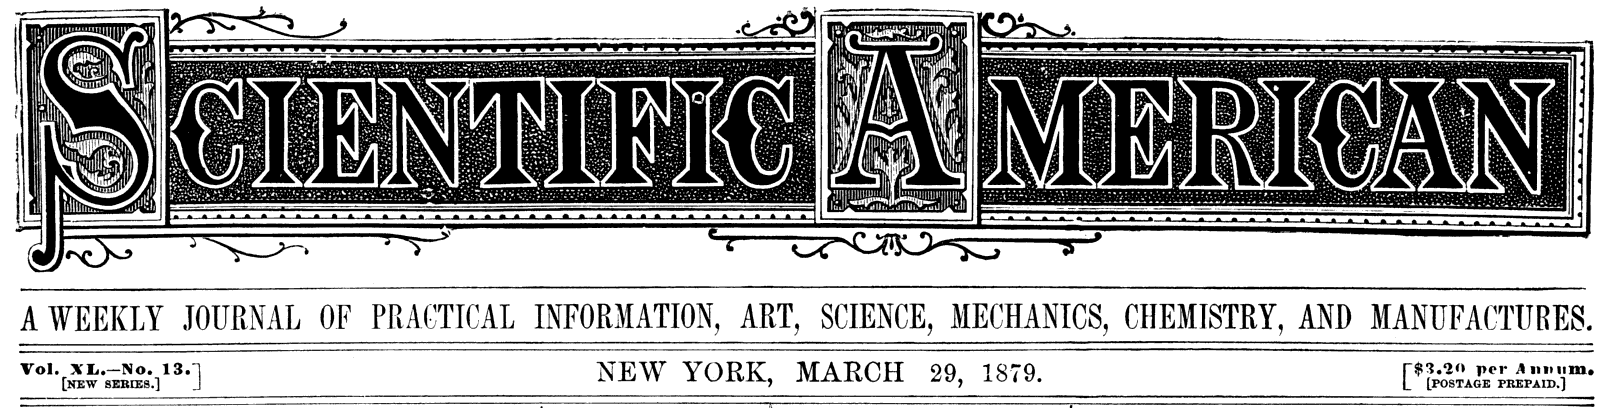 SCIENTIFIC AMERICAN
A WEEKLY JOURNAL OF PRACTICAL INFORMATION, ART, SCIENCE, MECHANICS, CHEMISTRY, AND MANUFACTURES.
Vol. XL.—No. 13.]
[NEW SERIES.]
NEW YORK, MARCH 29, 1879.
[$3.20 per Annum.
[POSTAGE PREPAID.]